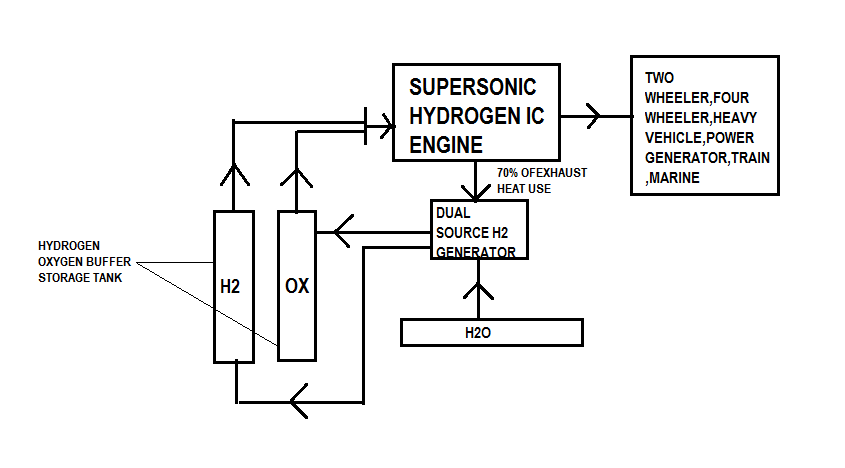 SUPERSONIC
HYDROGEN IC
ENGINE
TWO
WHEELER,FOUR
WHEELER,HEAVY
VEHICLE,POWER
GENERATOR,TRAIN
,MARINE
70% OFEXHAUST
HEAT USE
DUAL
SOURCE H2
GENERATOR
HYDROGEN
OXYGEN BUFFER
STORAGE TANK
H2
OX
H2O